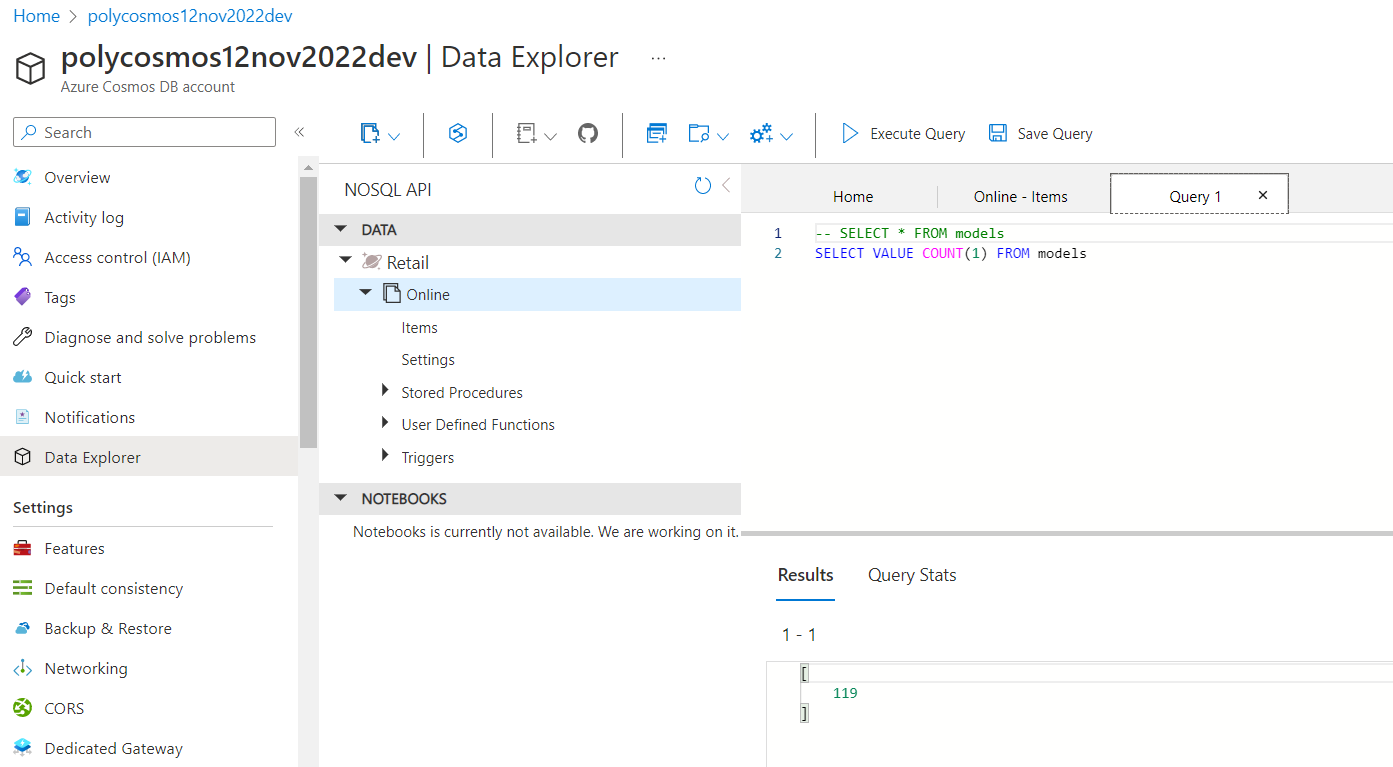 Home > polycosmos12nov2022dev
polycosmos12nov2022dev | Data Explorer ...
Azure Cosmos DB account
Search
«
Overview
Activity log
Access control (IAM)
Tags
Diagnose and solve problems
Quick start
Notifications
Data Explorer
Settings
Features
Default consistency
Backup & Restore
Networking
CORS
Dedicated Gateway
Execute Query
Save Query
NOSQL API
DATA
Retail
Online
Items
Settings
Stored Procedures
User Defined Functions
Triggers
NOTEBOOKS
Notebooks is currently not available. We are working on it.
Home
Online - Items
Query 1
1 -- SELECT * FROM models
2 SELECT VALUE COUNT(1) FROM models
Results
Query Stats
1 - 1
[
119
]